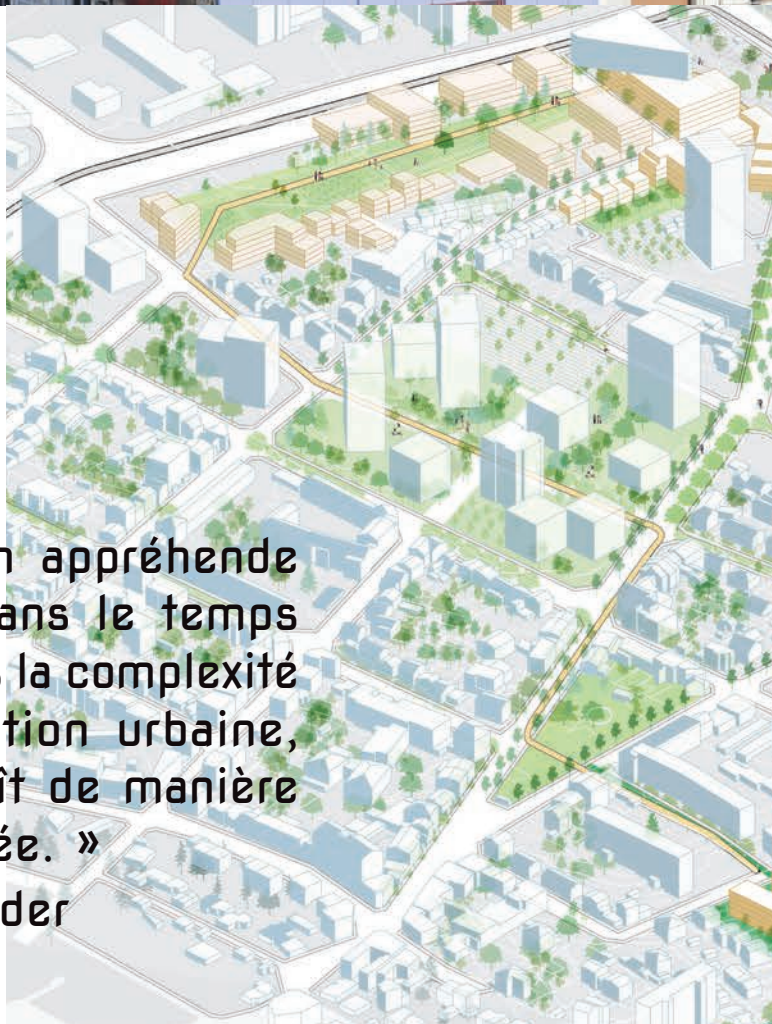 n appréhende
ans le temps
la complexité
tion urbaine,
ît de manière
ée. »
der